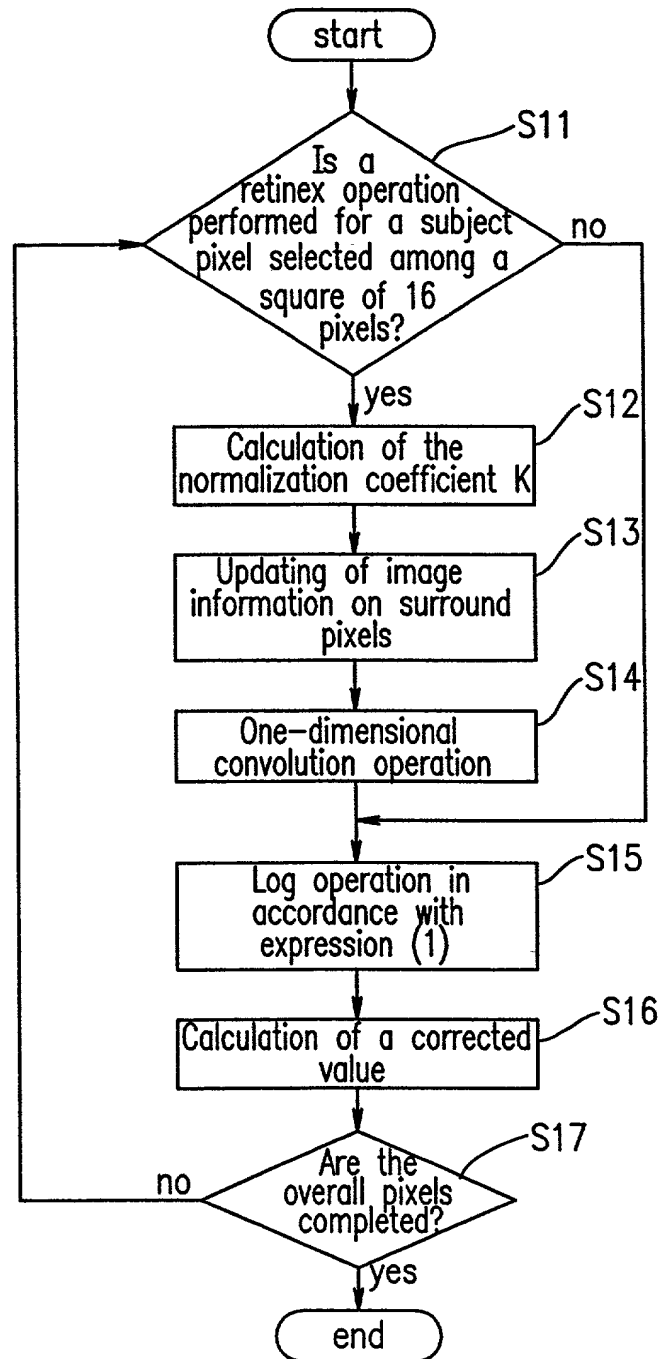 start
S11
Is a
retinex operation
performed for a subject
pixel selected among a
square of 16
pixels?
no
yes
S12
Calculation of the
normalization coefficient K
S13
Updating of image
information on surround
pixels
S14
One-dimensional
convolution operation
S15
Log operation in
accordance with
expression (1)
S16
Calculation of a corrected
value
S17
Are the
overall pixels
completed?
no
yes
end